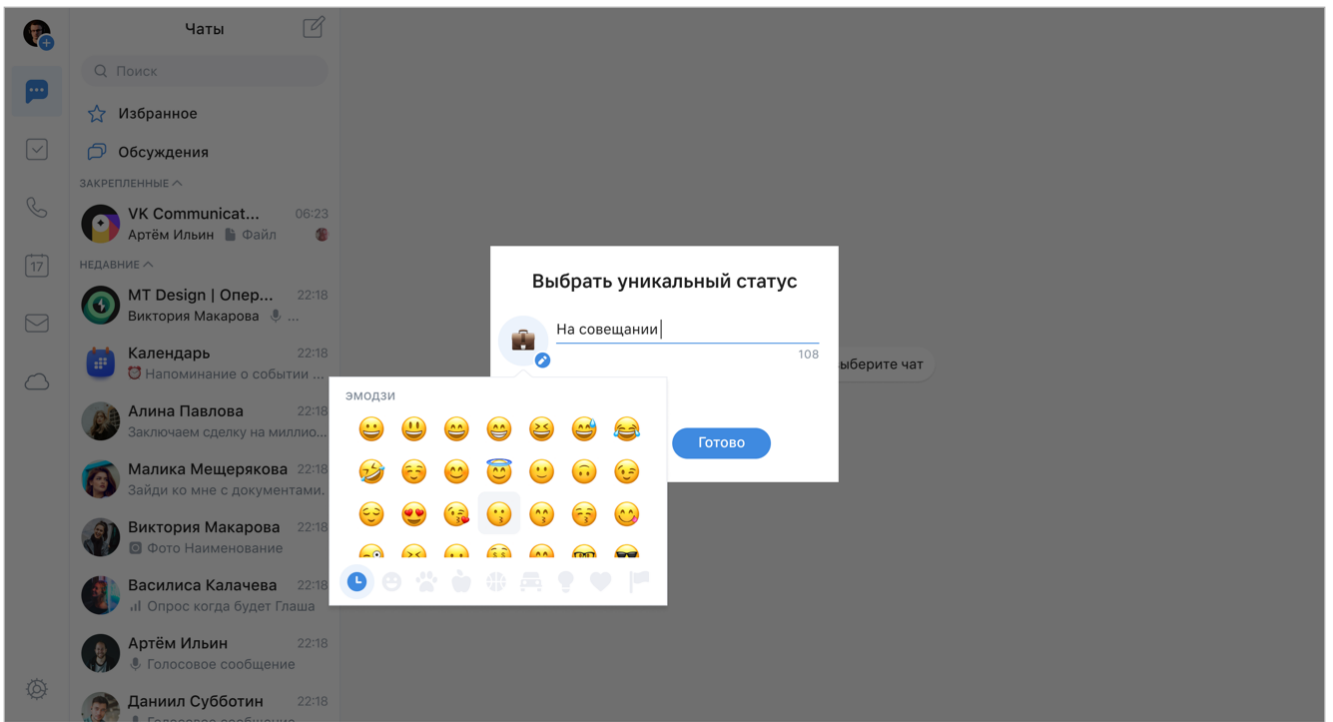 Чаты
Поиск
Избранное
Обсуждения
ЗАКРЕПЛЕННЫЕ
VK Communicat... 06:23
Артём Ильин Файл
17
НЕДАВНИЕ
MT Design | Опер... 22:18
Виктория Макарова ...
Календарь 22:18
Напоминание о событии ...
Алина Павлова 22:18
Заключаем сделку на миллио...
Малика Мещерякова 22:18
Зайди ко мне с документами.
Виктория Макарова 22:18
Фото Наименование
Василиса Калачева 22:18
Опрос когда будет Глаша
Артём Ильин 22:18
Голосовое сообщение
Даниил Субботин 22:18
Голосовое сообщение
Выбрать уникальный статус
На совещании
108
ыберите чат
ЭМОДЗИ
Готово